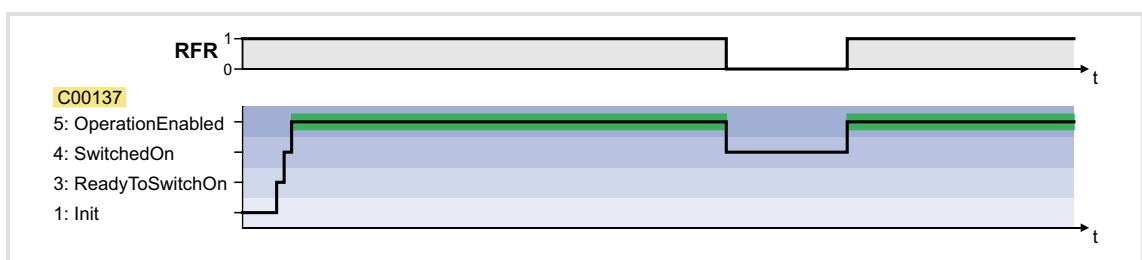 RFR
1
0
t
C00137
5: OperationEnabled
4: SwitchedOn
3: ReadyToSwitchOn
1: Init
t